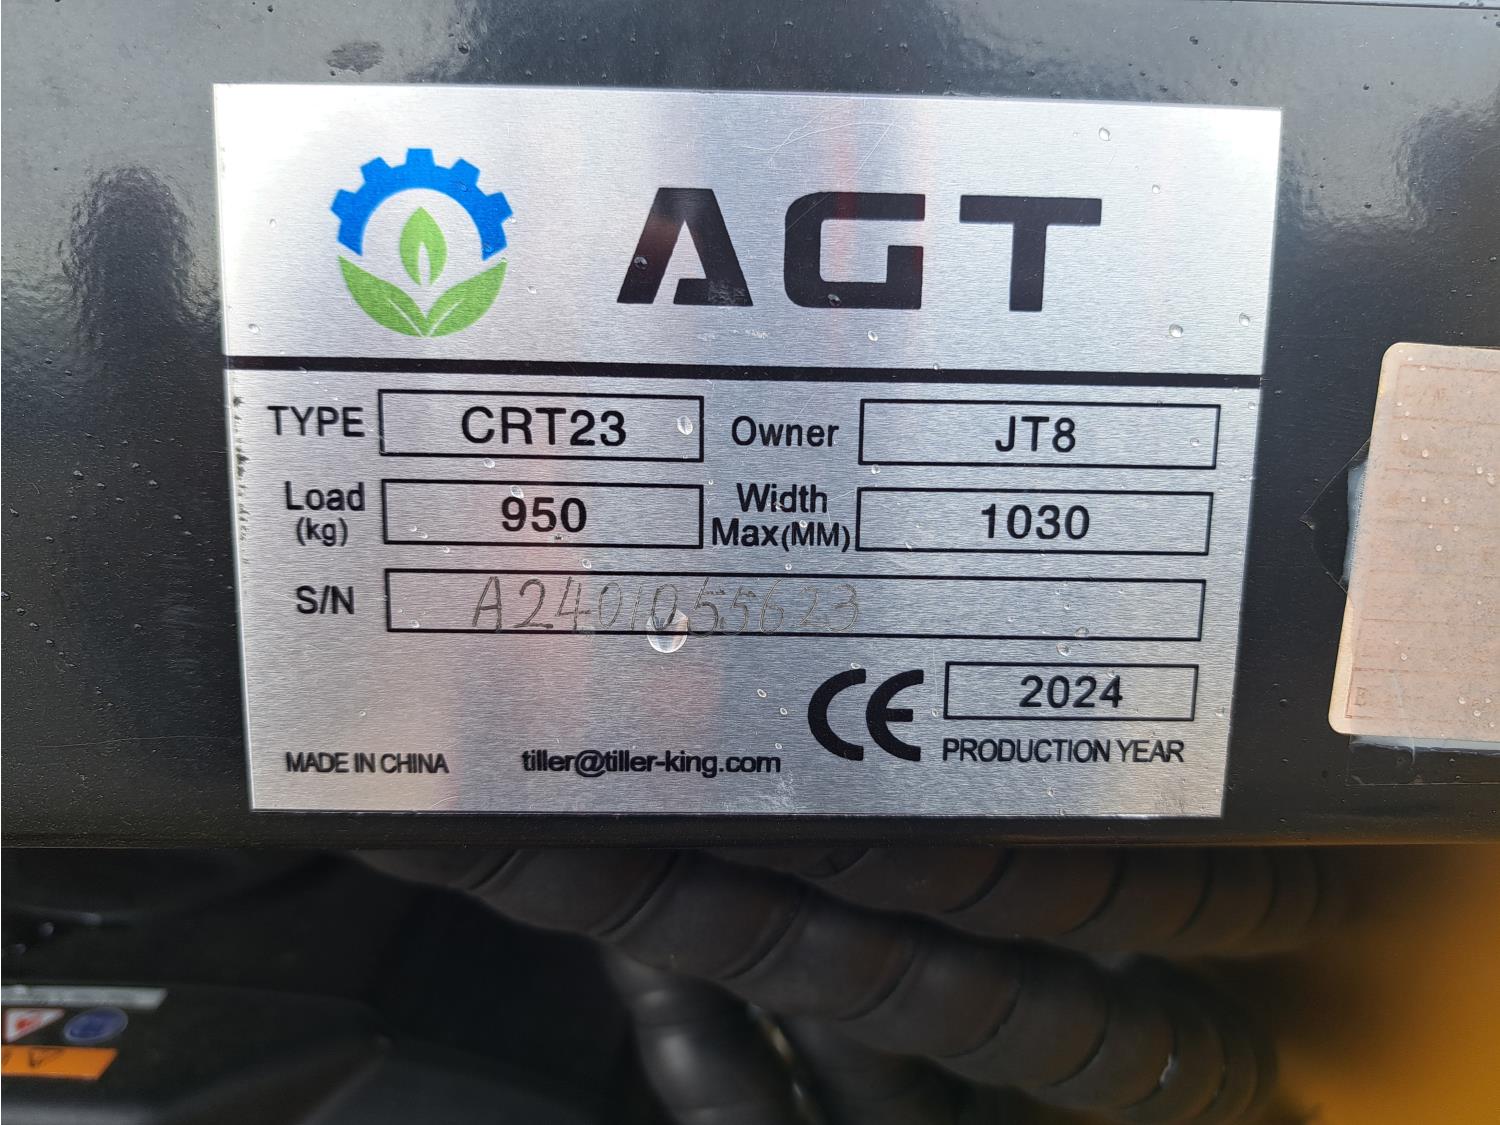 AGT
TYPE CRT23 Owner JT8
Load (kg) 950 Width Max(MM) 1030
S/N A2401055623
CE 2024
MADE IN CHINA tiller@tiller-king.com PRODUCTION YEAR